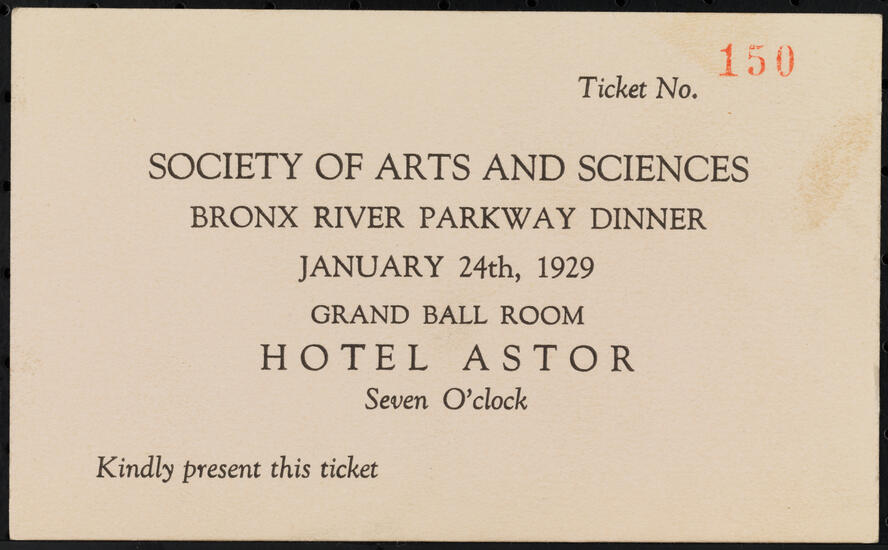 Ticket No. 150
SOCIETY OF ARTS AND SCIENCES
BRONX RIVER PARKWAY DINNER
JANUARY 24th, 1929
GRAND BALL ROOM
HOTEL ASTOR
Seven O'clock
Kindly present this ticket